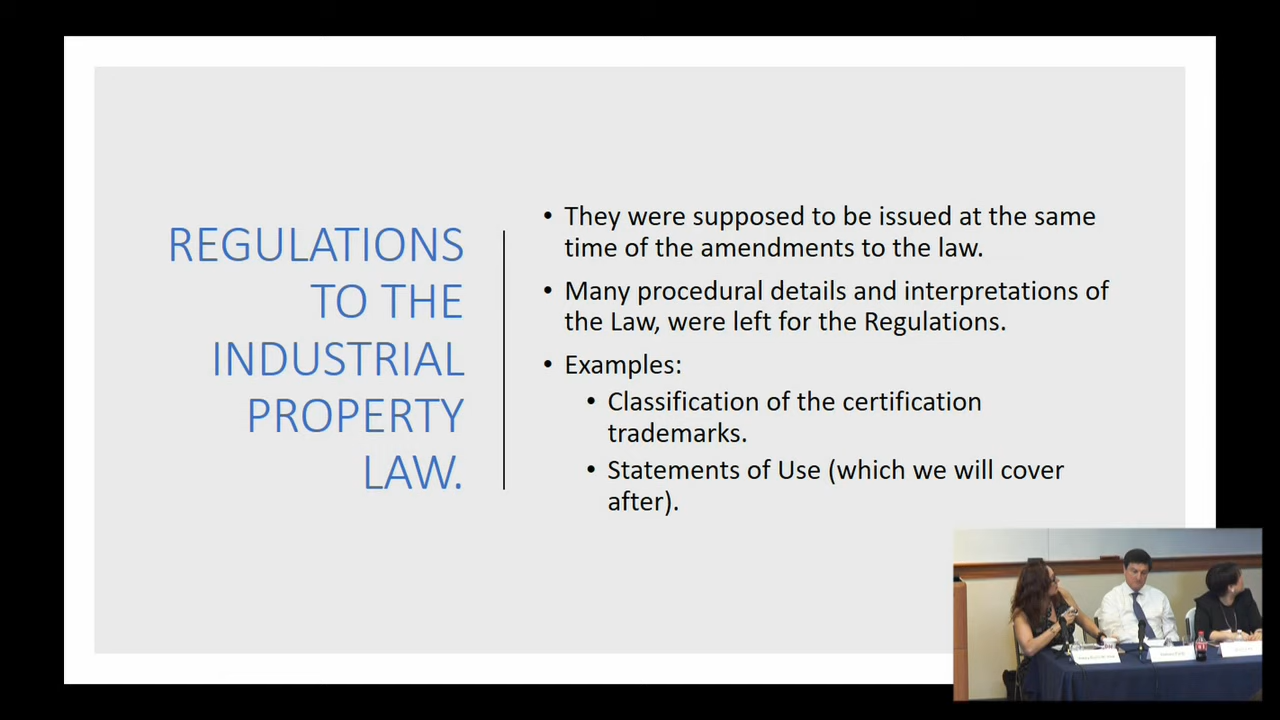 REGULATIONS
TO THE
INDUSTRIAL
PROPERTY
LAW.
• They were supposed to be issued at the same
time of the amendments to the law.
• Many procedural details and interpretations of
the Law, were left for the Regulations.
• Examples:
• Classification of the certification
trademarks.
• Statements of Use (which we will cover
after).